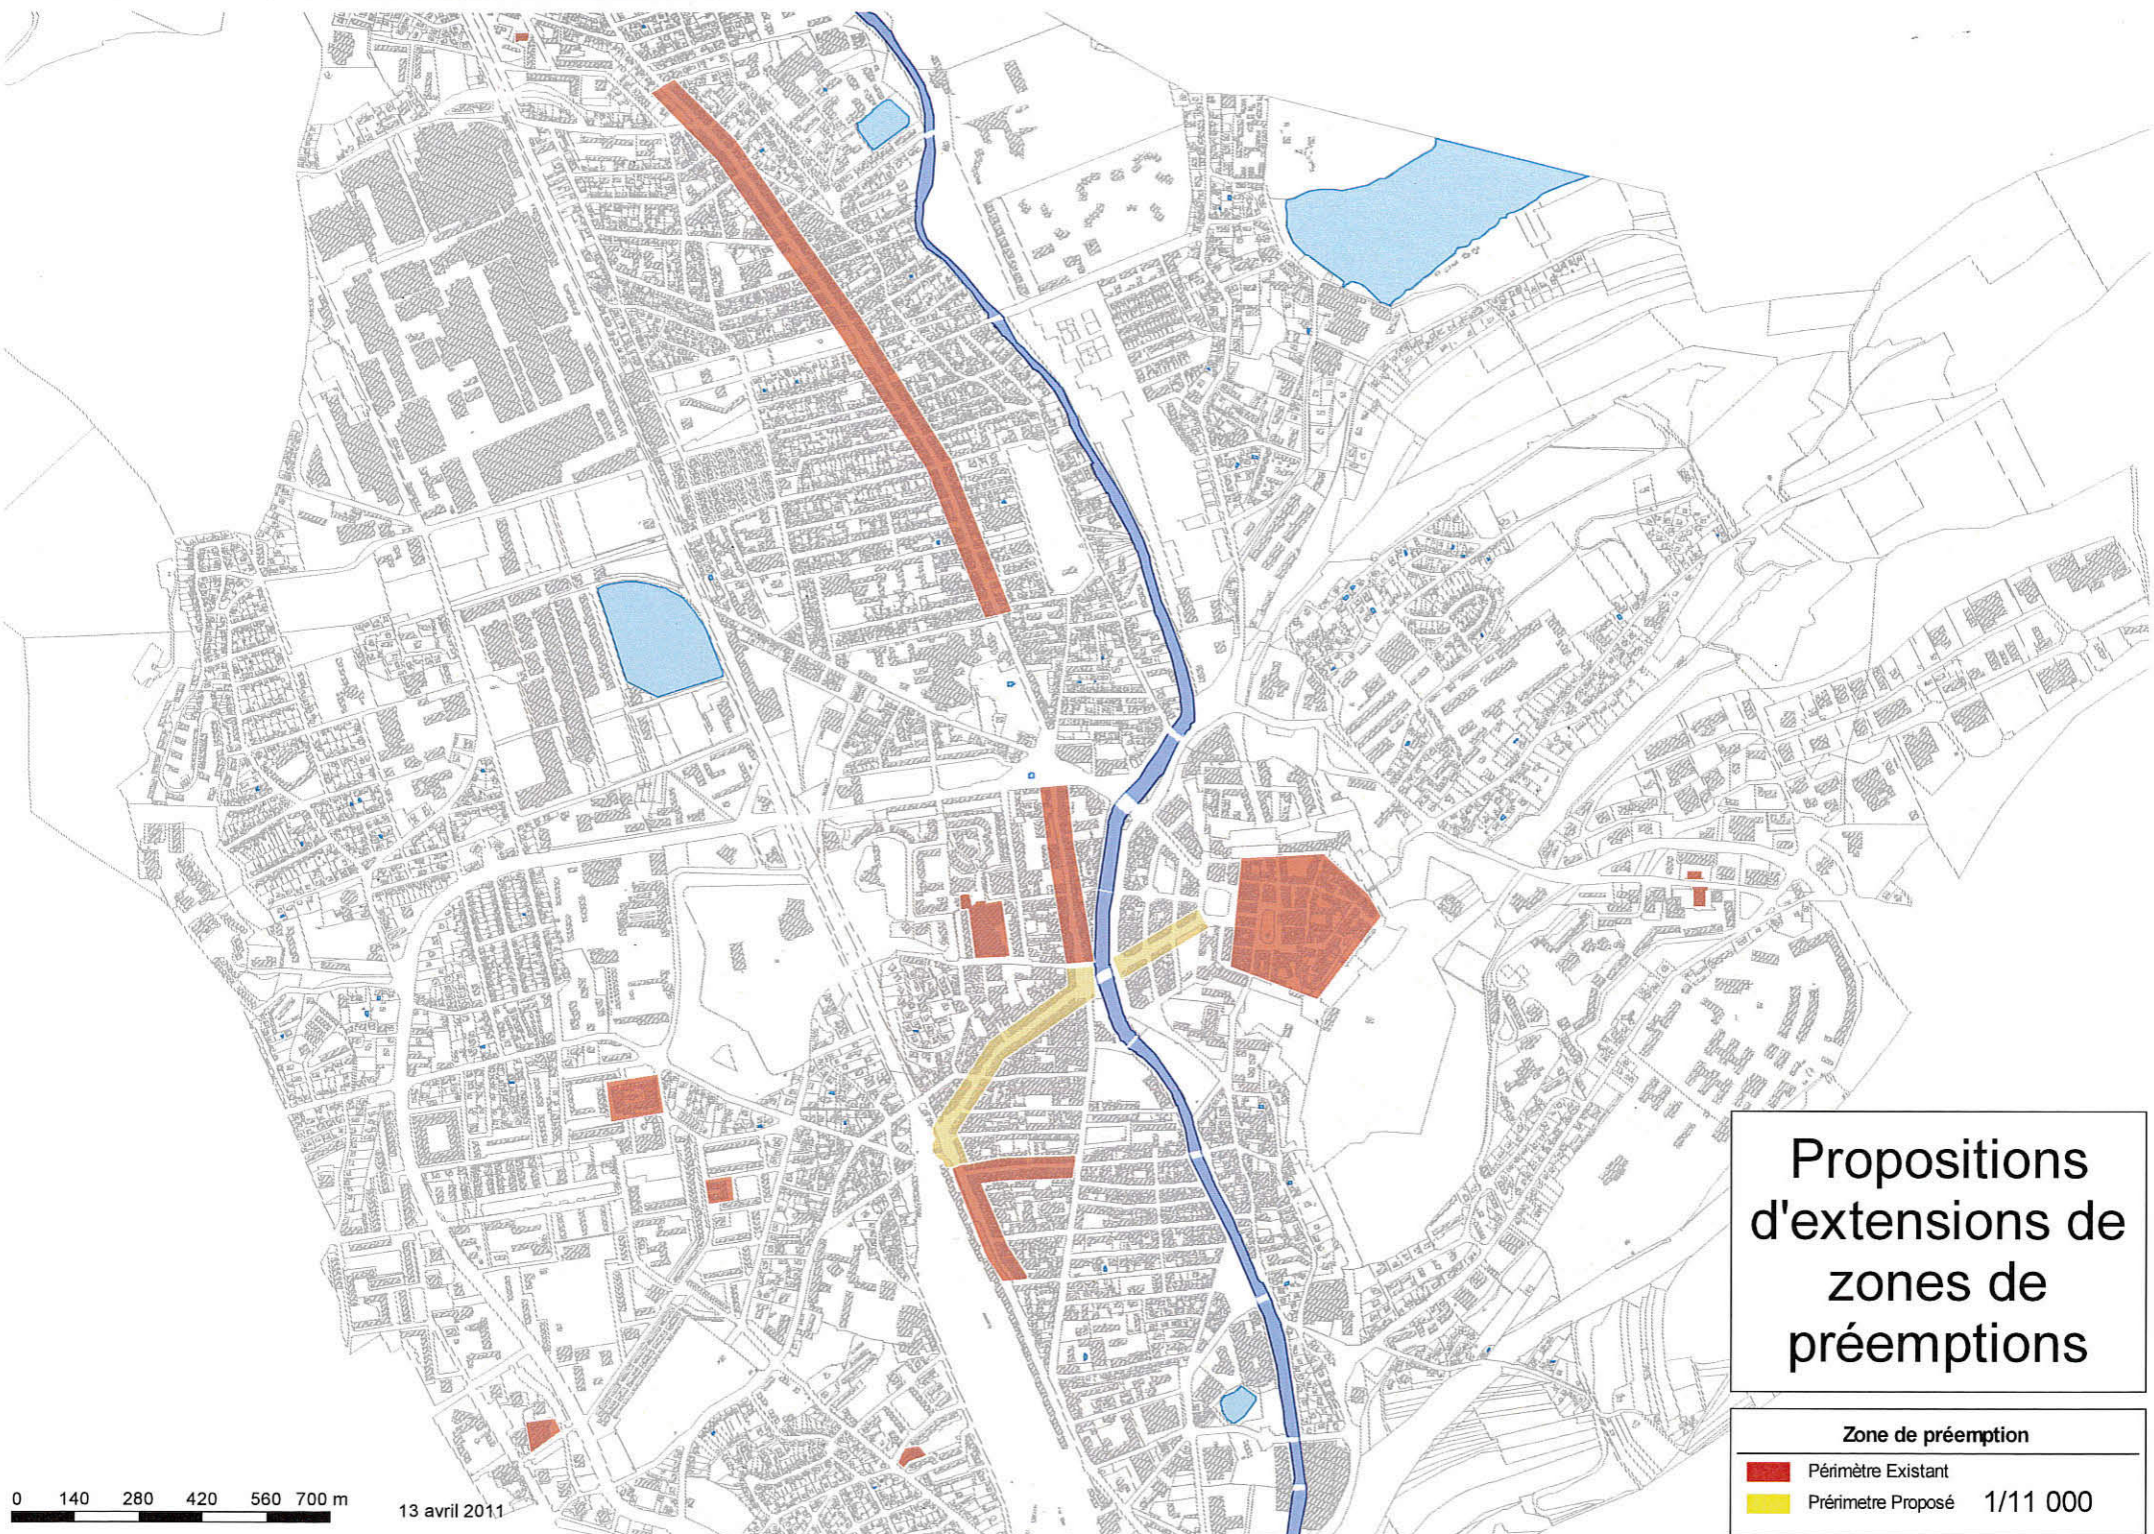 Propositions
d'extensions de
zones de
préemptions
Zone de préemption
Périmètre Existant
Prérimetre Proposé 1/11 000
0 140 280 420 560 700 m
13 avril 2011